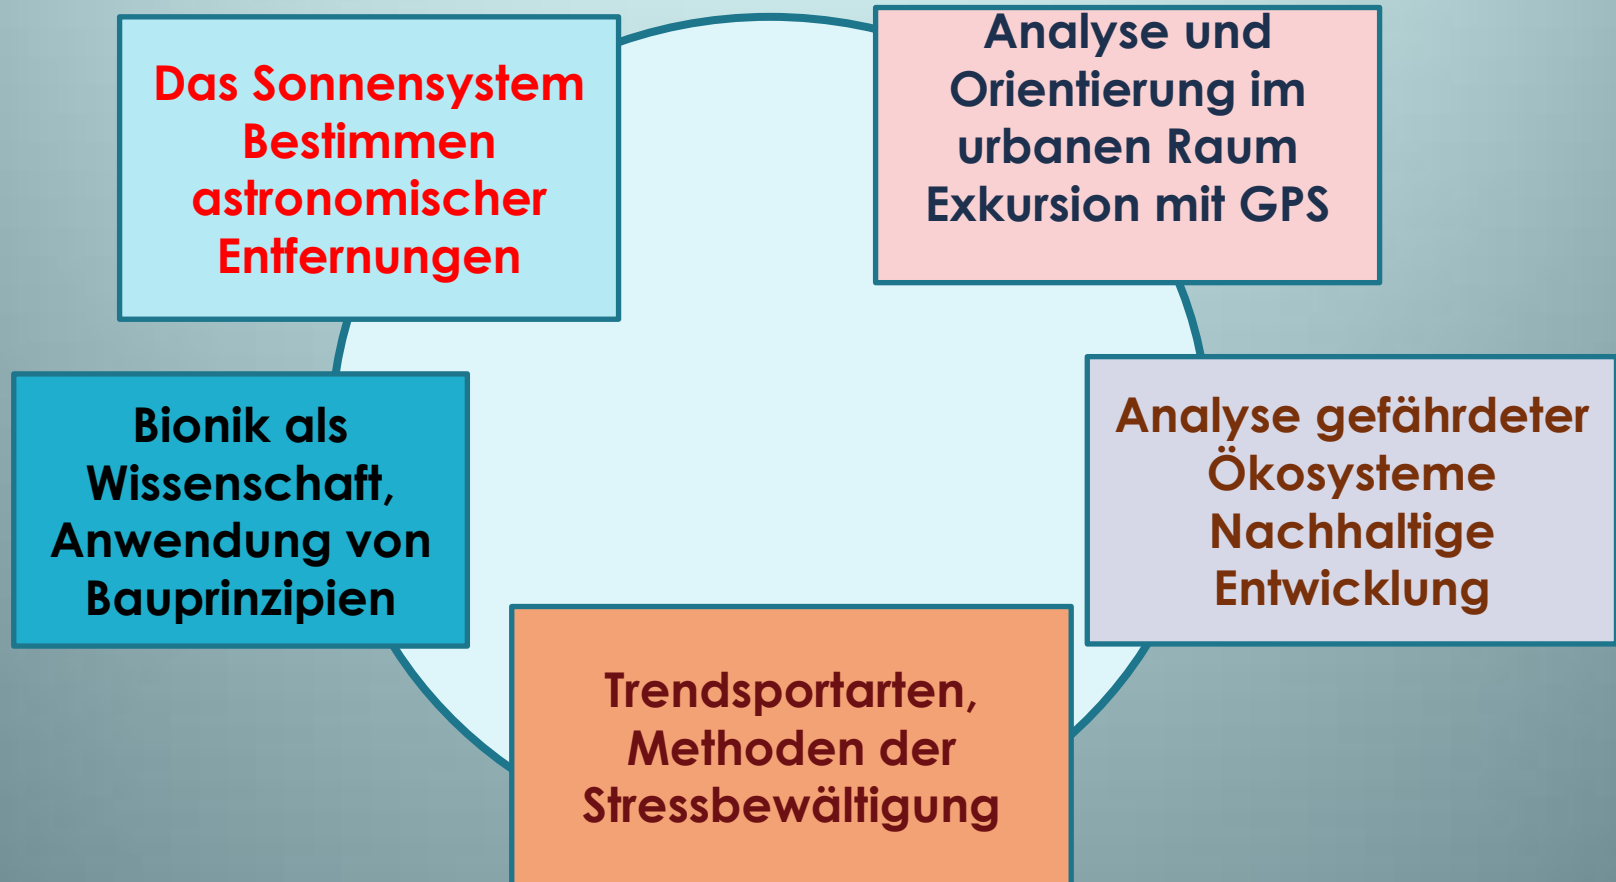 Das Sonnensystem
Bestimmen
astronomischer
Entfernungen
Analyse und
Orientierung im
urbanen Raum
Exkursion mit GPS
Bionik als
Wissenschaft,
Anwendung von
Bauprinzipien
Analyse gefährdeter
Ökosysteme
Nachhaltige
Entwicklung
Trendsportarten,
Methoden der
Stressbewältigung